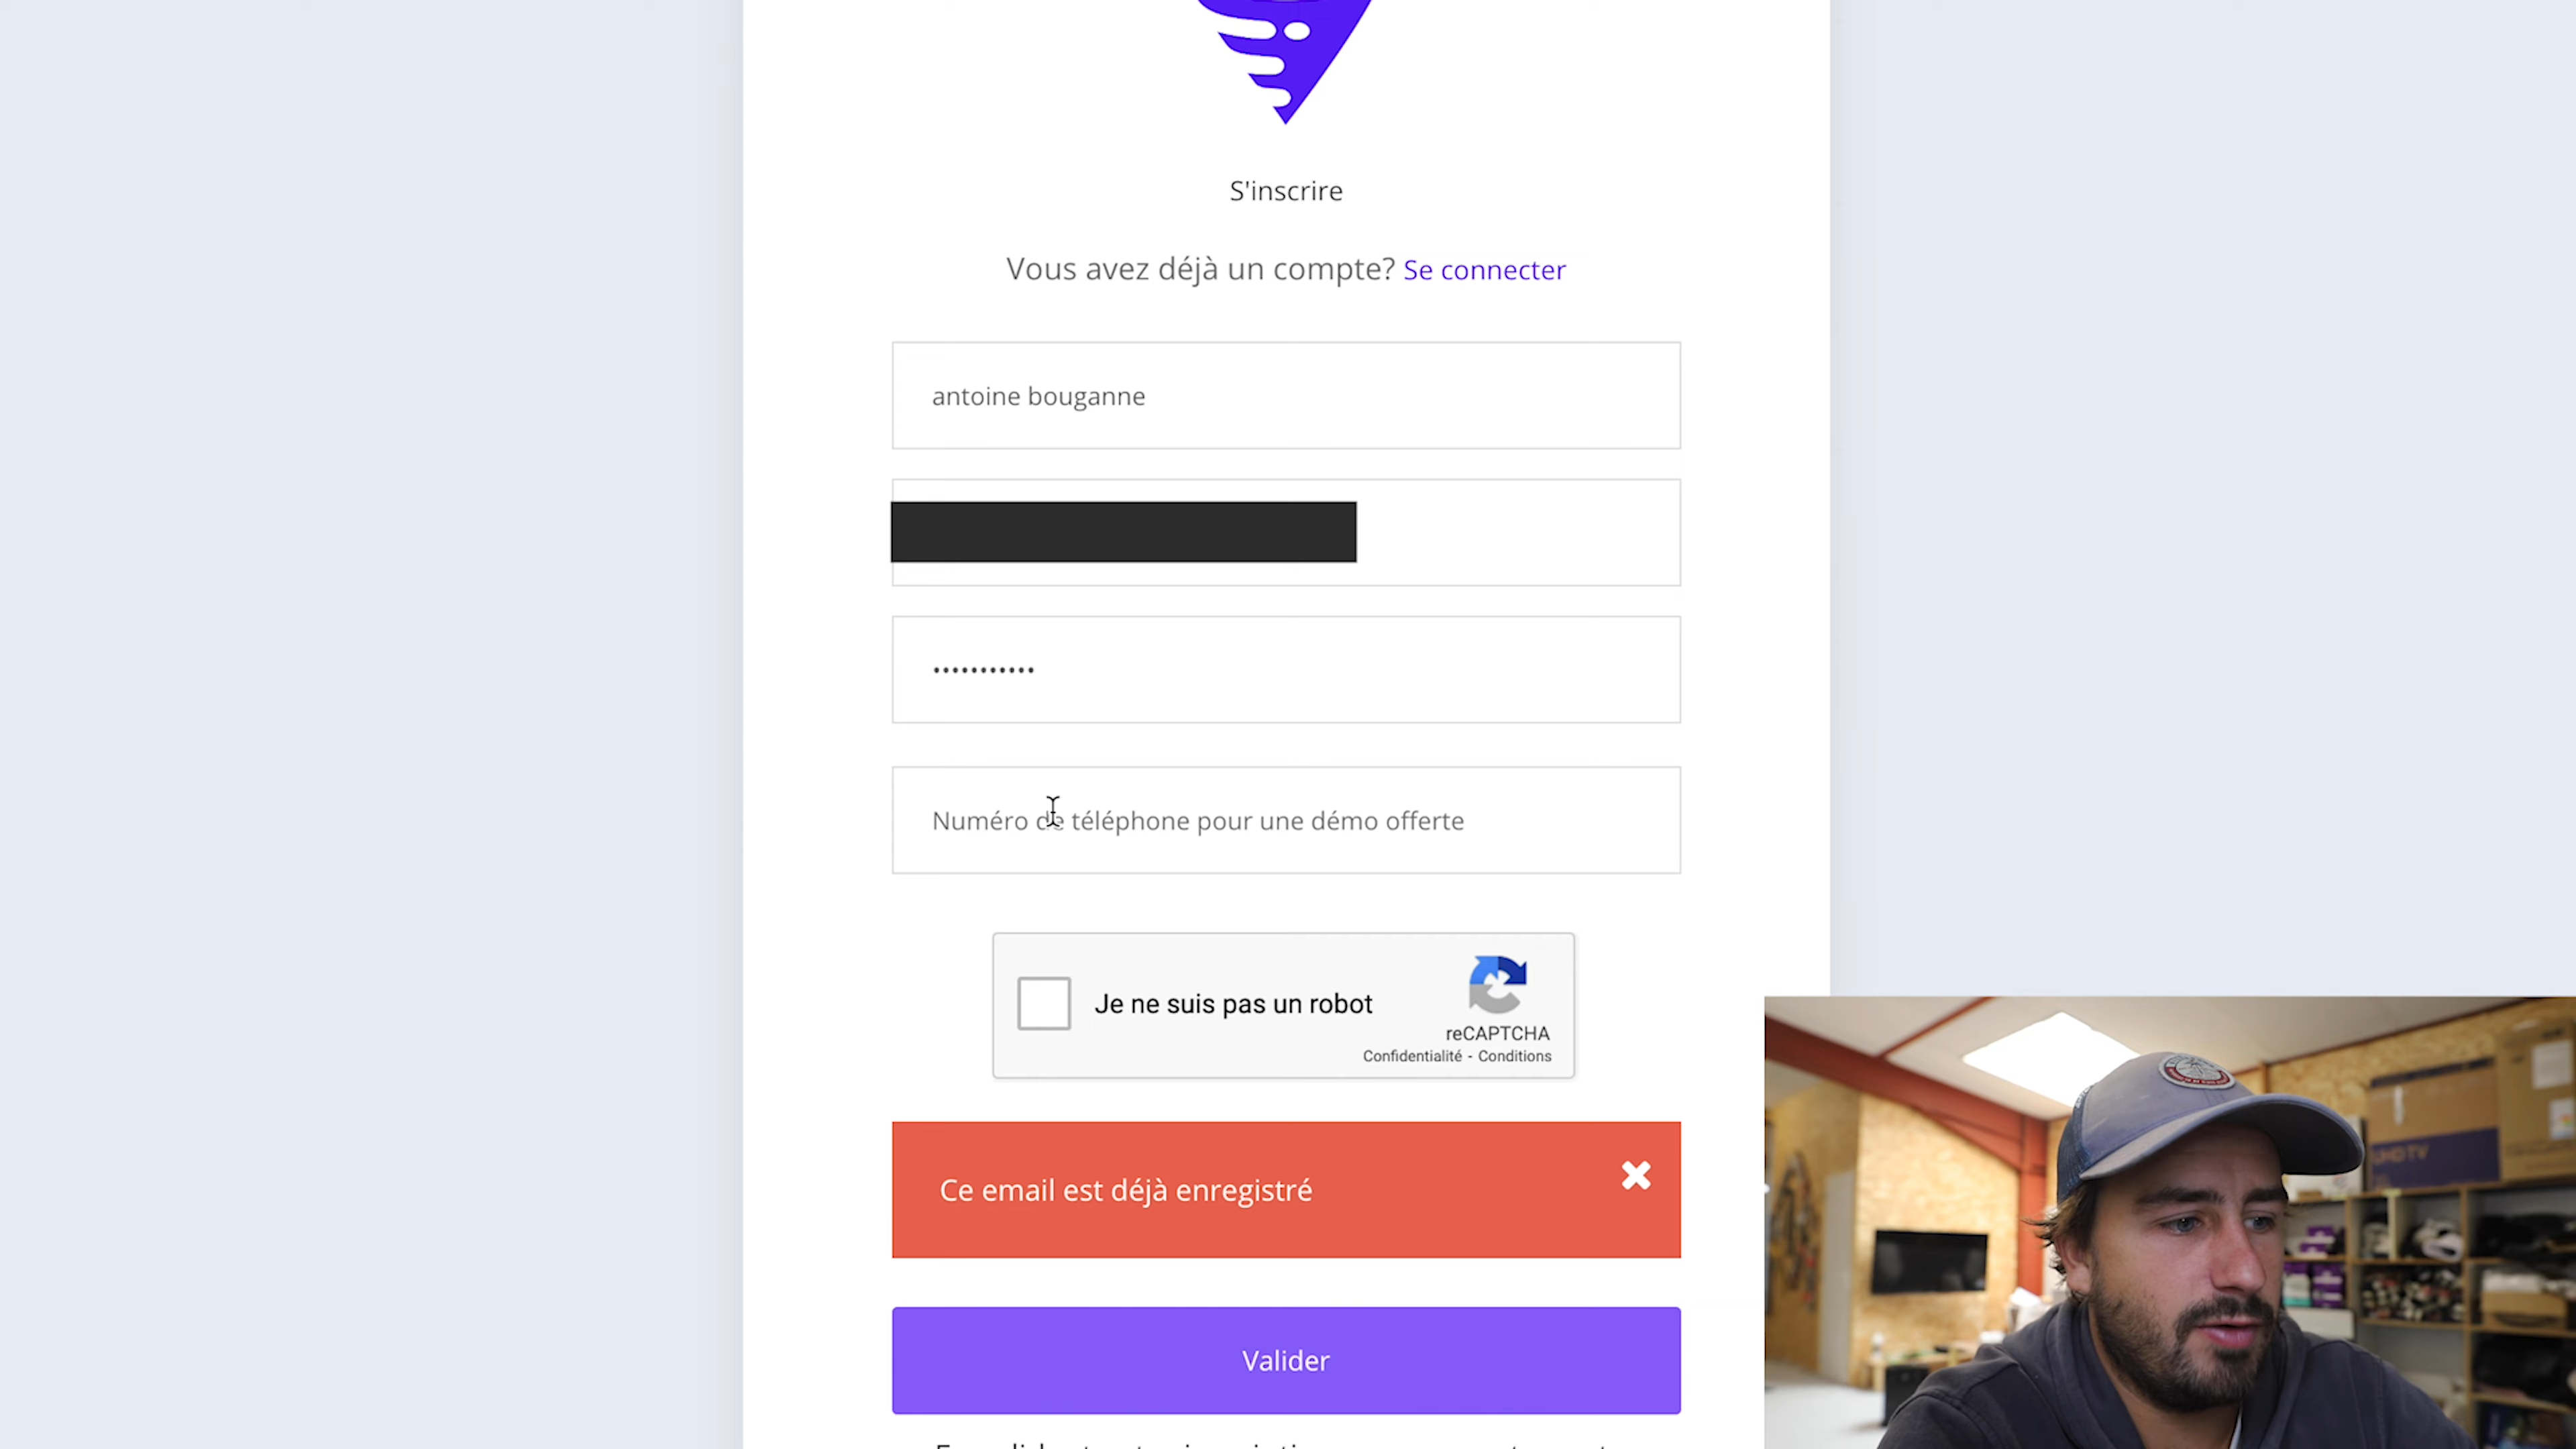 S'inscrire
Vous avez déjà un compte? Se connecter
antoine bouganne
•••••••••••
Numéro de téléphone pour une démo offerte
Je ne suis pas un robot
reCAPTCHA
Confidentialité - Conditions
Ce email est déjà enregistré
Valider